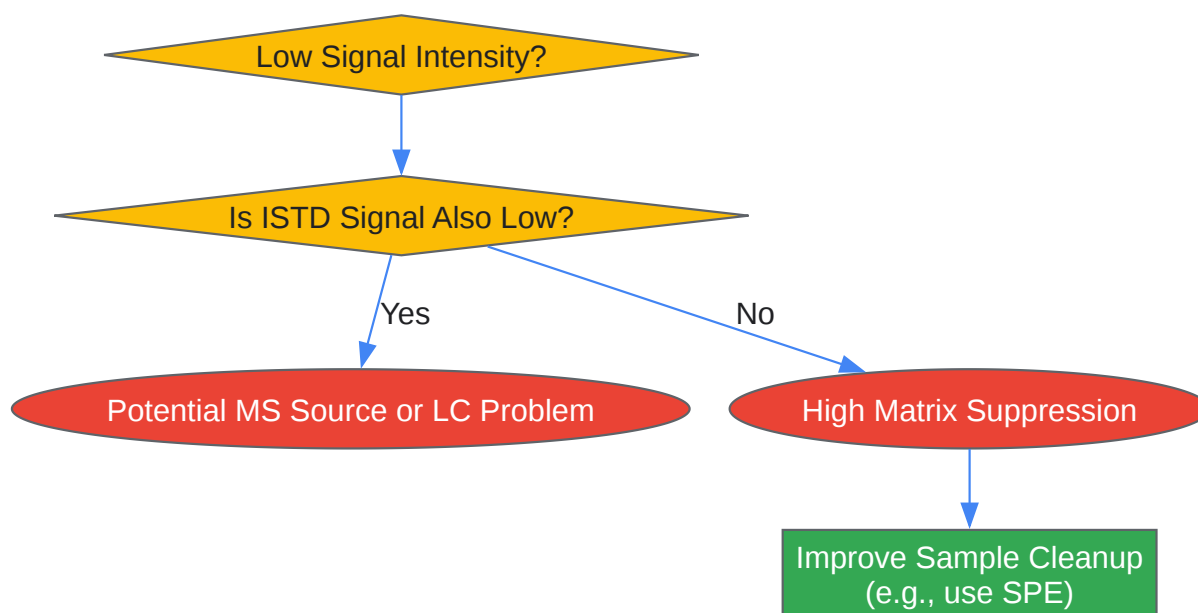 Low Signal Intensity?
Is ISTD Signal Also Low?
Yes
No
Potential MS Source or LC Problem
High Matrix Suppression
Improve Sample Cleanup
(e.g., use SPE)